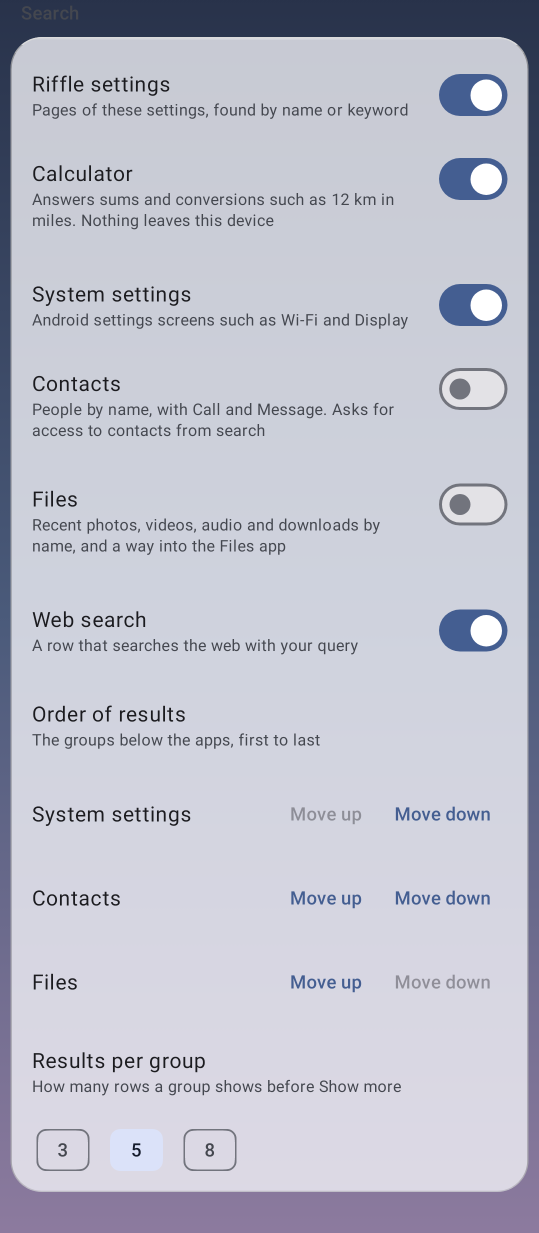 Search
Riffle settings
Pages of these settings, found by name or keyword
Calculator
Answers sums and conversions such as 12 km in
miles. Nothing leaves this device
System settings
Android settings screens such as Wi-Fi and Display
Contacts
People by name, with Call and Message. Asks for
access to contacts from search
Files
Recent photos, videos, audio and downloads by
name, and a way into the Files app
Web search
A row that searches the web with your query
Order of results
The groups below the apps, first to last
System settings Move up Move down
Contacts Move up Move down
Files Move up Move down
Results per group
How many rows a group shows before Show more
3 5 8